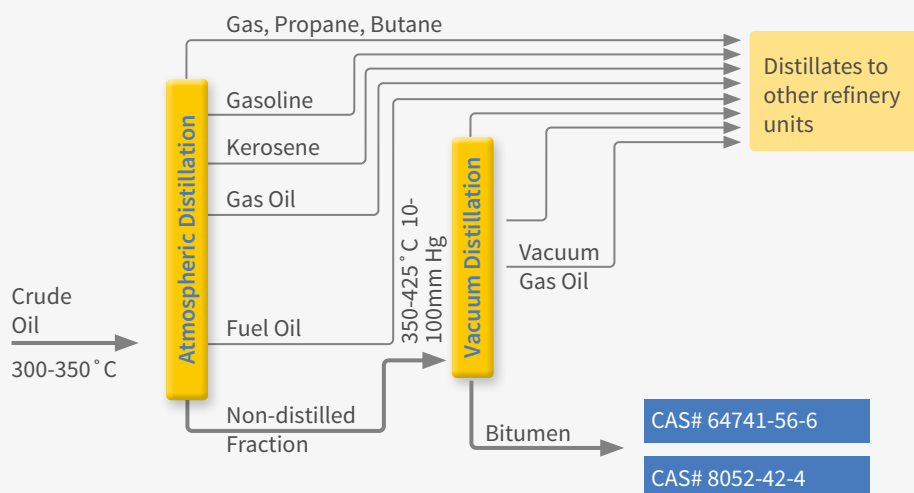 Gas, Propane, Butane
Gasoline
Kerosene
Gas Oil
Fuel Oil
Atmospheric Distillation
Crude
Oil
300-350˚C
Non-distilled
Fraction
350-425˚C 10-
100mm Hg
Vacuum Distillation
Vacuum
Gas Oil
Distillates to
other refinery
units
Bitumen
CAS# 64741-56-6
CAS# 8052-42-4